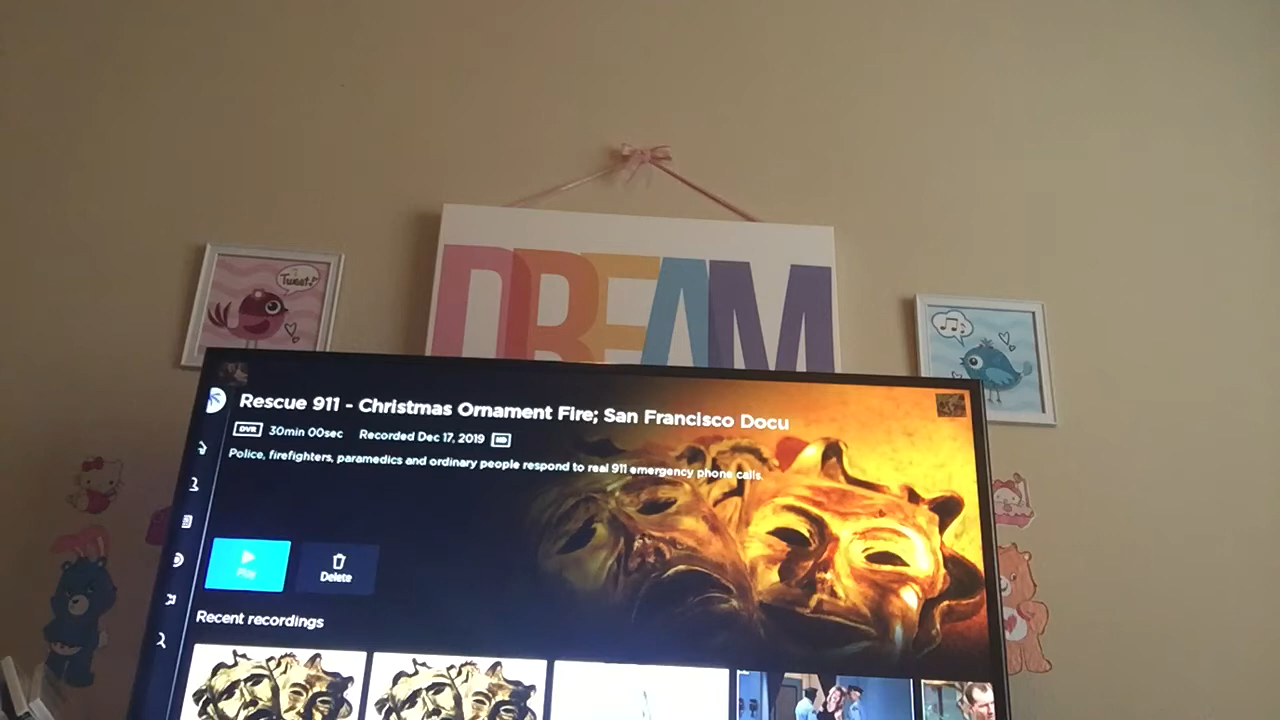 DREAM
Tweet
Rescue 911 - Christmas Ornament Fire; San Francisco Docu
DVR 30min 00sec Recorded Dec 17, 2019 HD
Police, firefighters, paramedics and ordinary people respond to real 911 emergency phone calls.
Play
Delete
Recent recordings